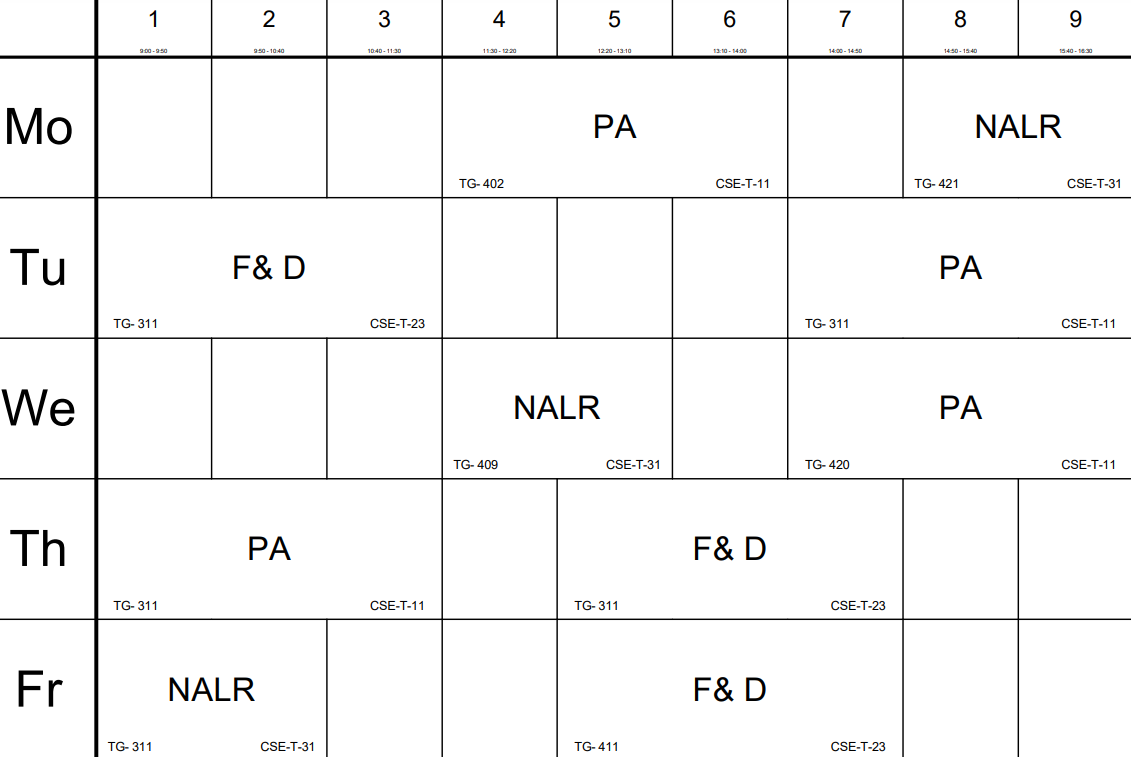 1 2 3 4 5 6 7 8 9
9:00 - 9:50 9:50 - 10:40 10:40 - 11:30 11:30 - 12:20 12:20 - 13:10 13:10 - 14:00 14:00 - 14:50 14:50 - 15:40 15:40 - 16:30
Mo PA NALR
TG- 402 CSE-T-11 TG- 421 CSE-T-31
Tu F& D PA
TG- 311 CSE-T-23 TG- 311 CSE-T-11
We NALR PA
TG- 409 CSE-T-31 TG- 420 CSE-T-11
Th PA F& D
TG- 311 CSE-T-11 TG- 311 CSE-T-23
Fr NALR F& D
TG- 311 CSE-T-31 TG- 411 CSE-T-23